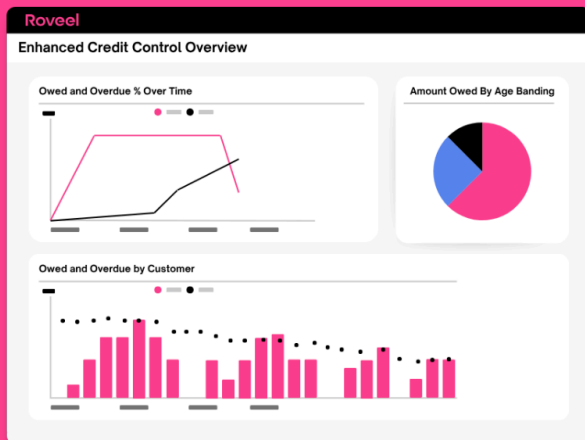 Roveel
Enhanced Credit Control Overview
Owed and Overdue % Over Time
Amount Owed By Age Banding
Owed and Overdue by Customer